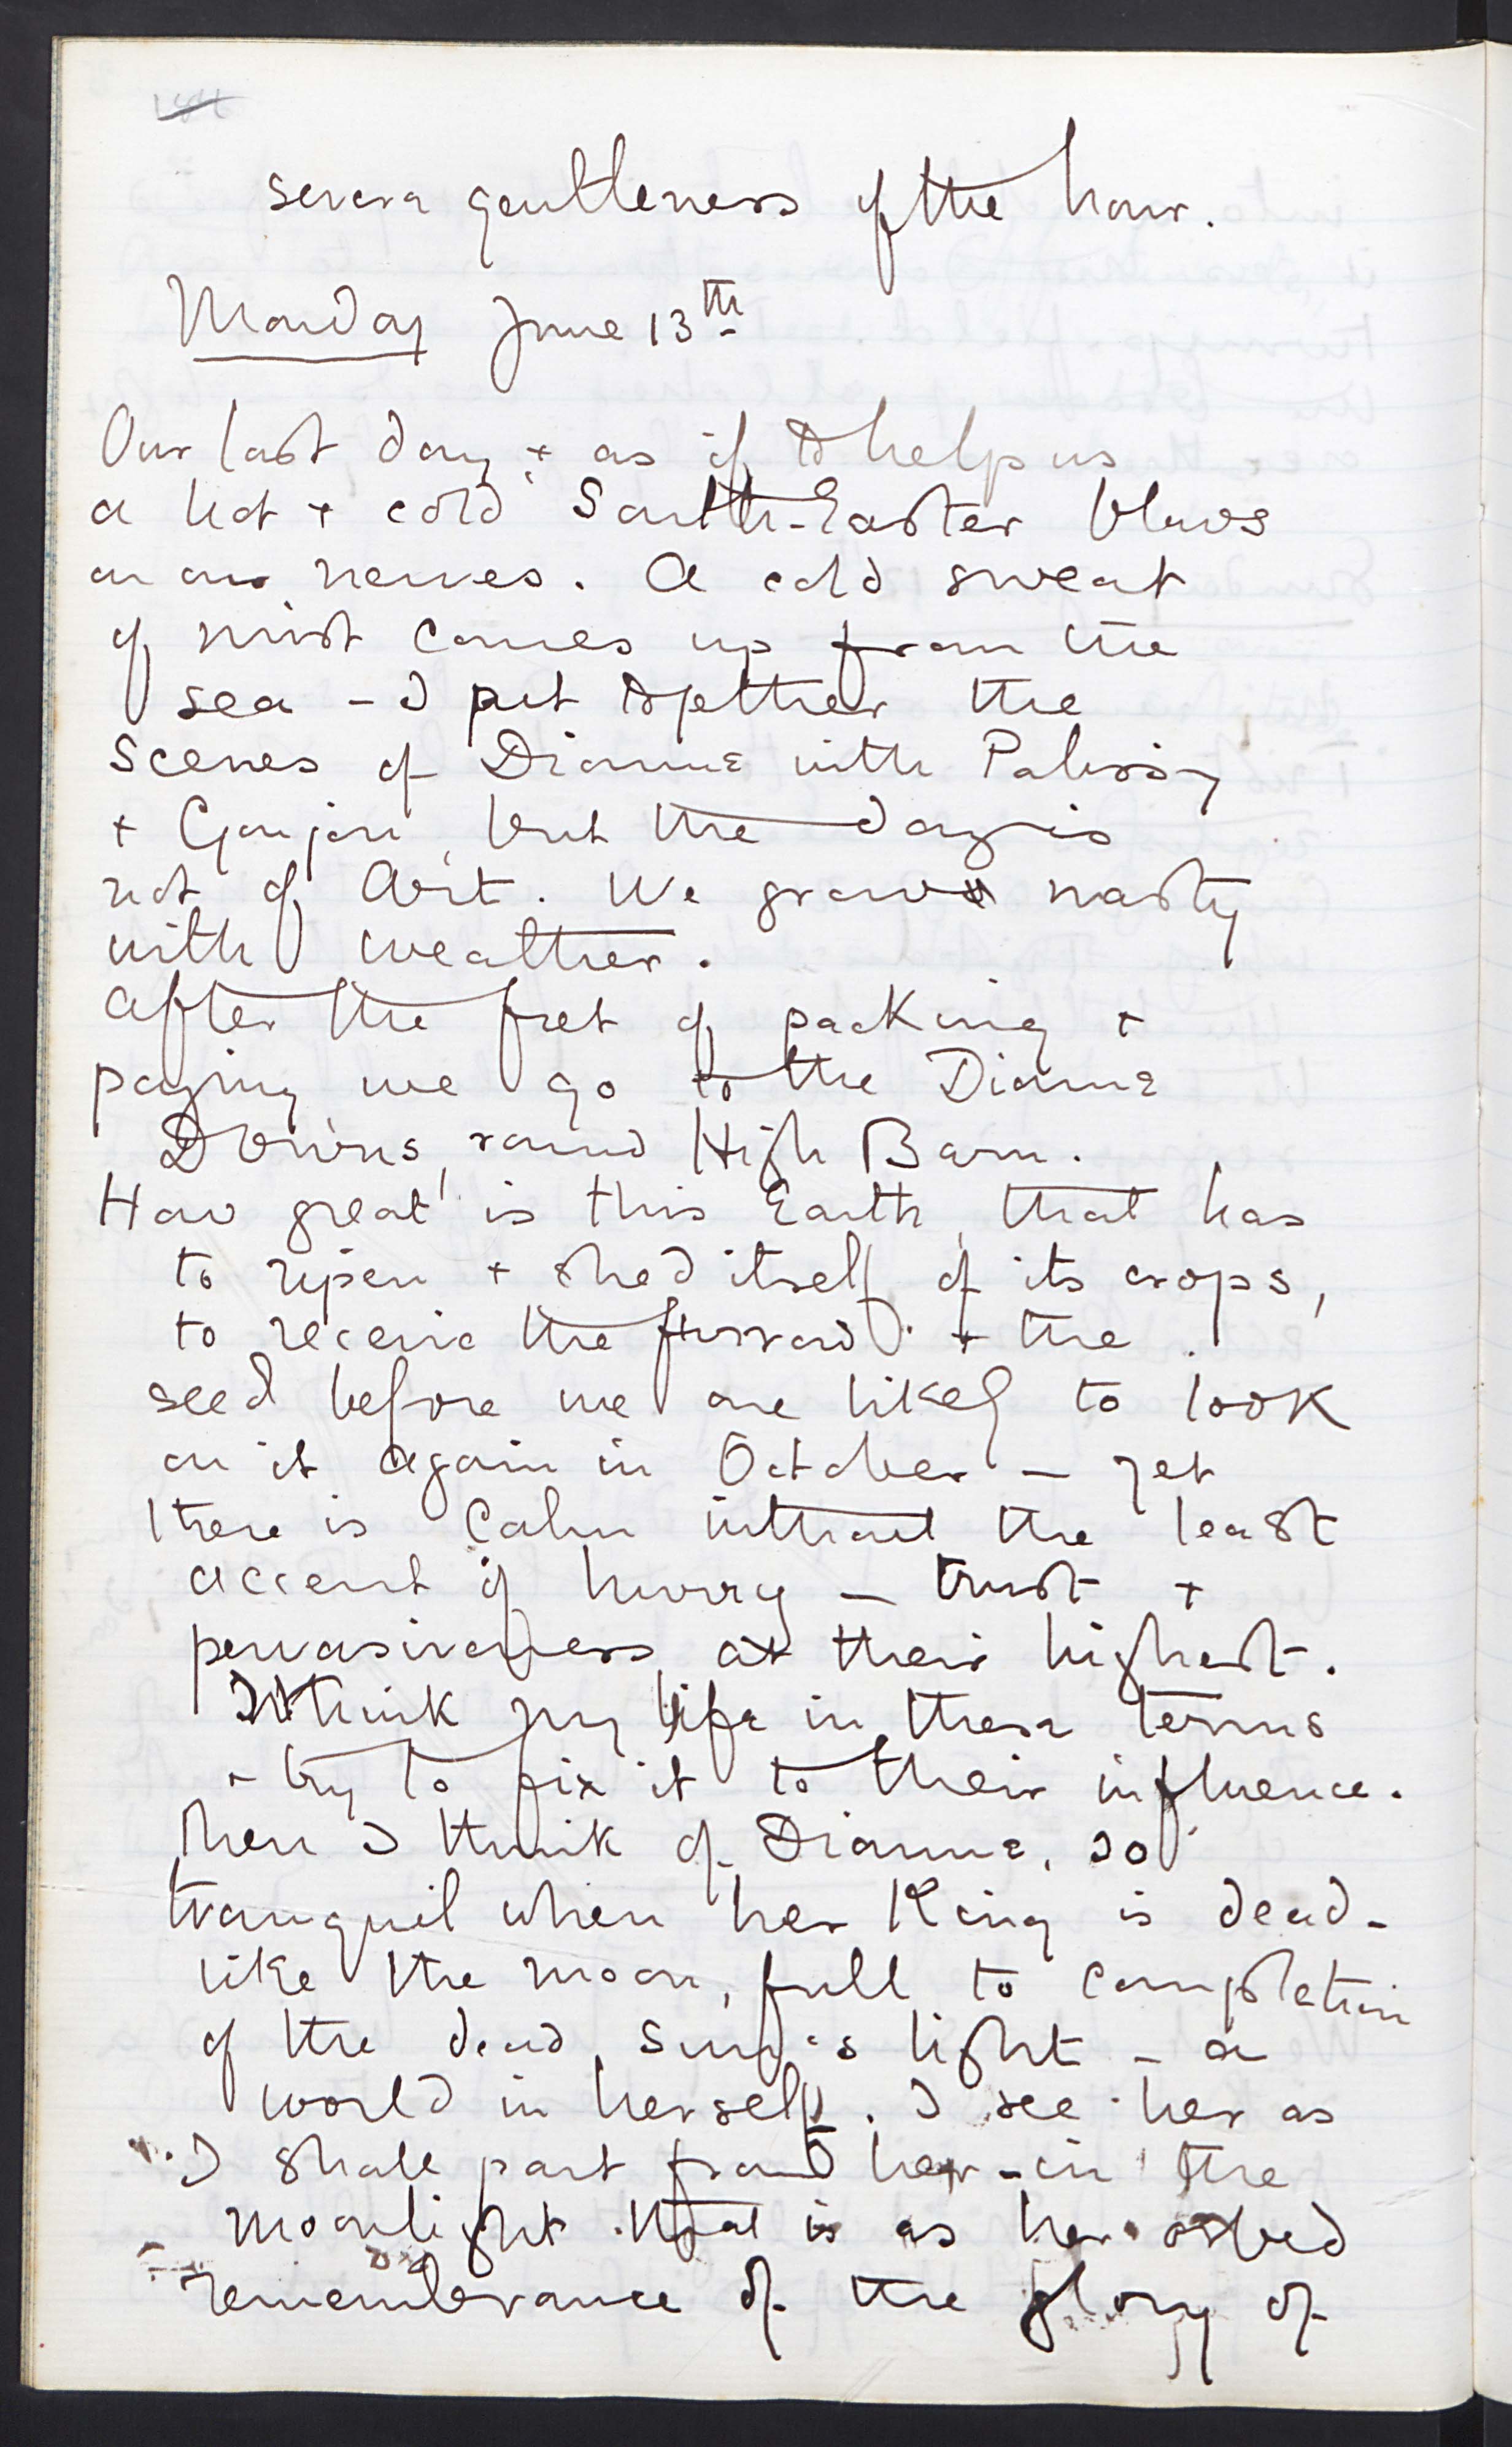 serena gentleness of the hour.
Monday June 13th
Our last day, + as if to help us
a hot + cold South-Easter blows
on our nerves. A cold sweat
of mist comes up from the
sea – I put together the
scenes of Dianne with Palissy
+ Goujon, but the day is
not of Art. We grow nasty
with weather.
After the fret of packing +
paying we go to the Dianne
Downs, round High Barn.
How great is this Earth, that has
to ripen + shed itself of its crops,
to receive the furrow + the
seed before we are likely to look
on it again in October – yet
there is Calm without the least
accent of hurry – trust +
pervasiveness at their highest.
I think my life in these terms
+ try to fix it to their influence.
Then I think of Dianne, so
tranquil when her King is dead –
like the moon, full to completion
of the dead sun's light – a
world in herself. I see her as
I shall part from her – in the
moonlight that is as her orbed
remembrance of the glory of